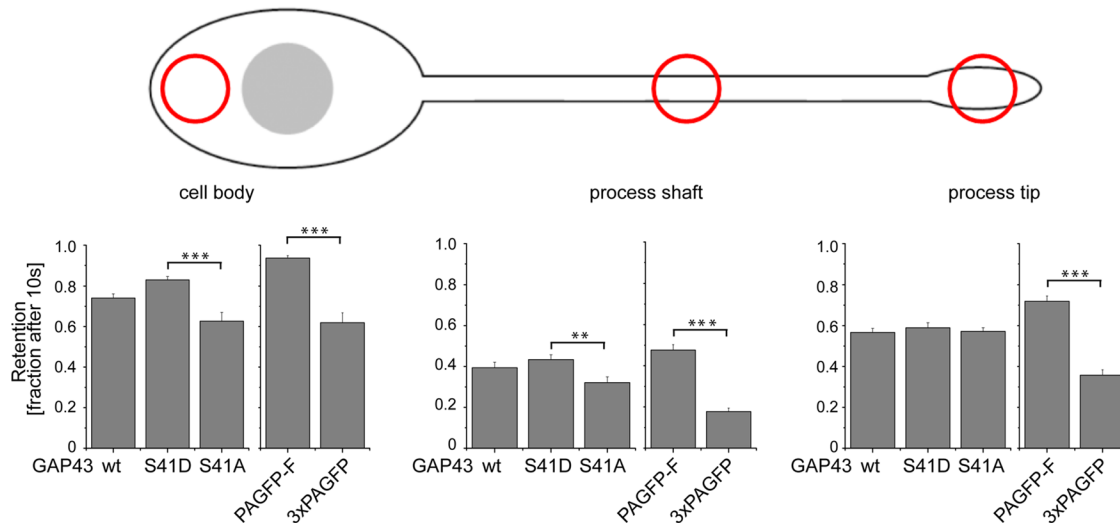 cell body
process shaft
process tip
Retention
[fraction after 10s]
1.0
0.8
0.6
0.4
0.2
0
***
***
GAP43 wt S41D S41A
PAGFP-F
3xPAGFP
1.0
0.8
0.6
0.4
0.2
0
**
***
GAP43 wt S41D S41A
PAGFP-F
3xPAGFP
1.0
0.8
0.6
0.4
0.2
0
***
GAP43 wt S41D S41A
PAGFP-F
3xPAGFP